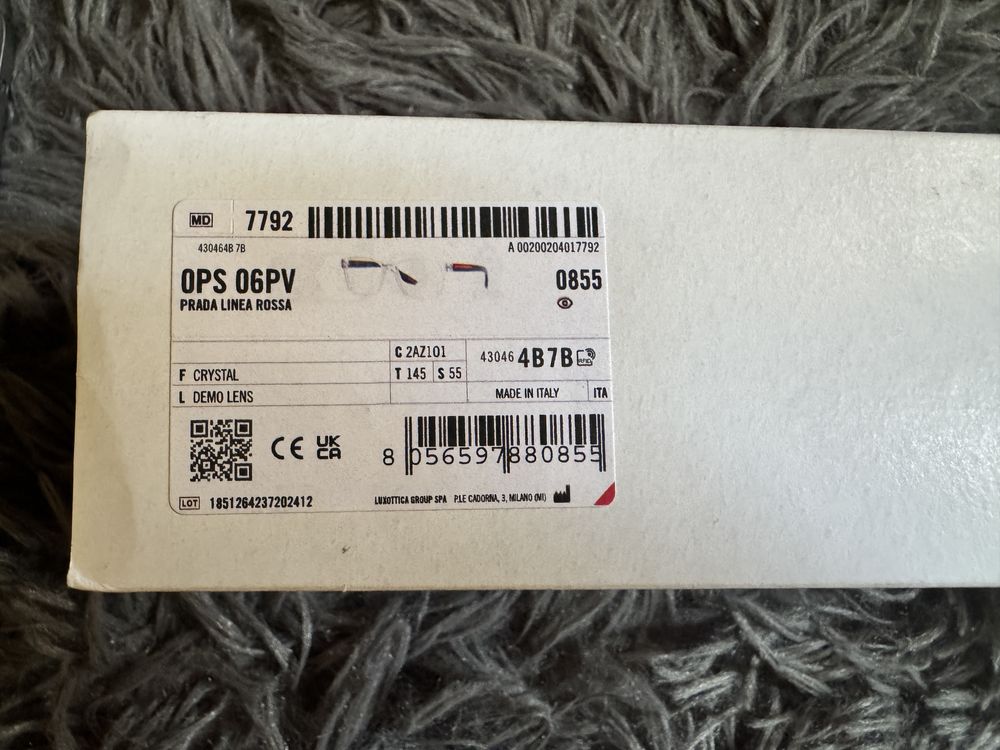 MD 7792
430464B 7B
A 00200204017792
0PS 06PV
0855
PRADA LINEA ROSSA
C 2AZ101
43046 4B7B
F CRYSTAL
T 145 S 55
L DEMO LENS
MADE IN ITALY ITA
CE UK CA
8 056597 880855
LOT 1851264237202412
LUXOTTICA GROUP SPA P.LE CADORNA, 3, MILANO (MI)